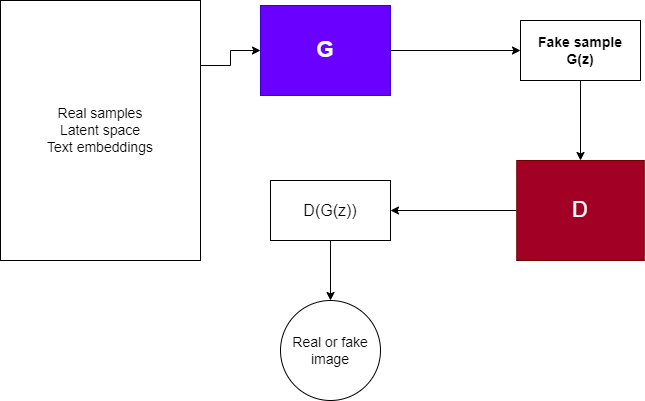 Real samples
Latent space
Text embeddings
G
Fake sample
G(z)
D
D(G(z))
Real or fake
image